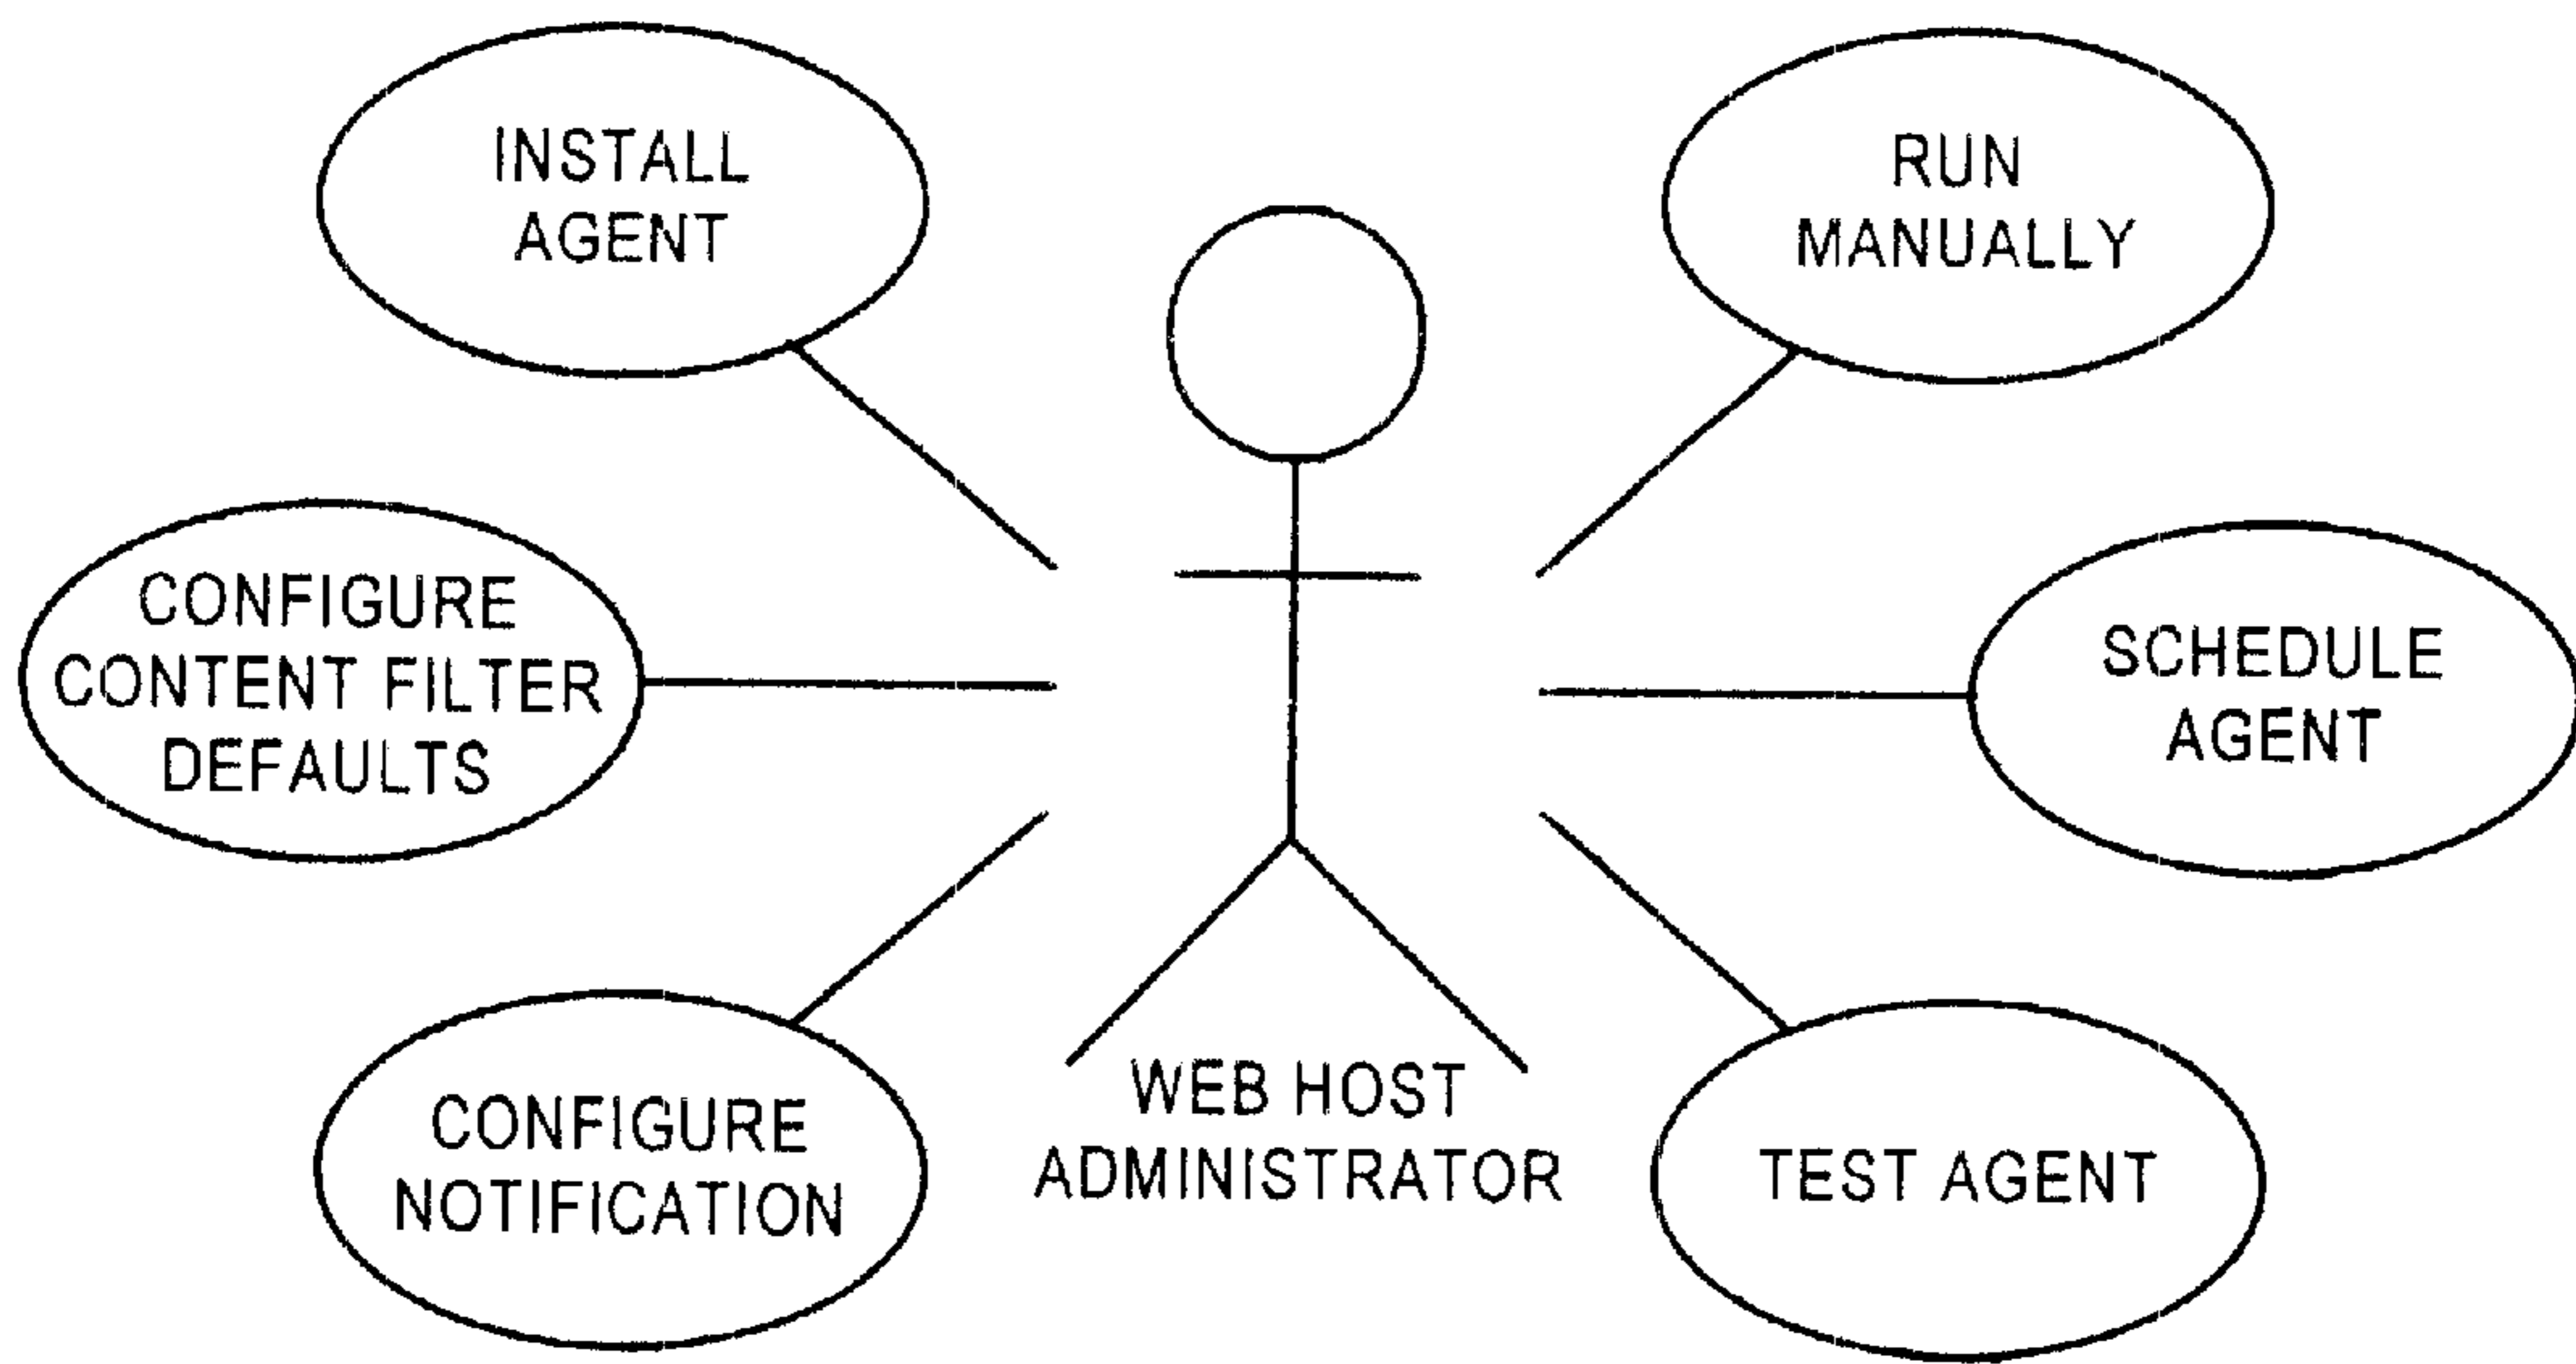 INSTALL
AGENT
RUN
MANUALLY
CONFIGURE
CONTENT FILTER
DEFAULTS
SCHEDULE
AGENT
CONFIGURE
NOTIFICATION
WEB HOST
ADMINISTRATOR
TEST AGENT